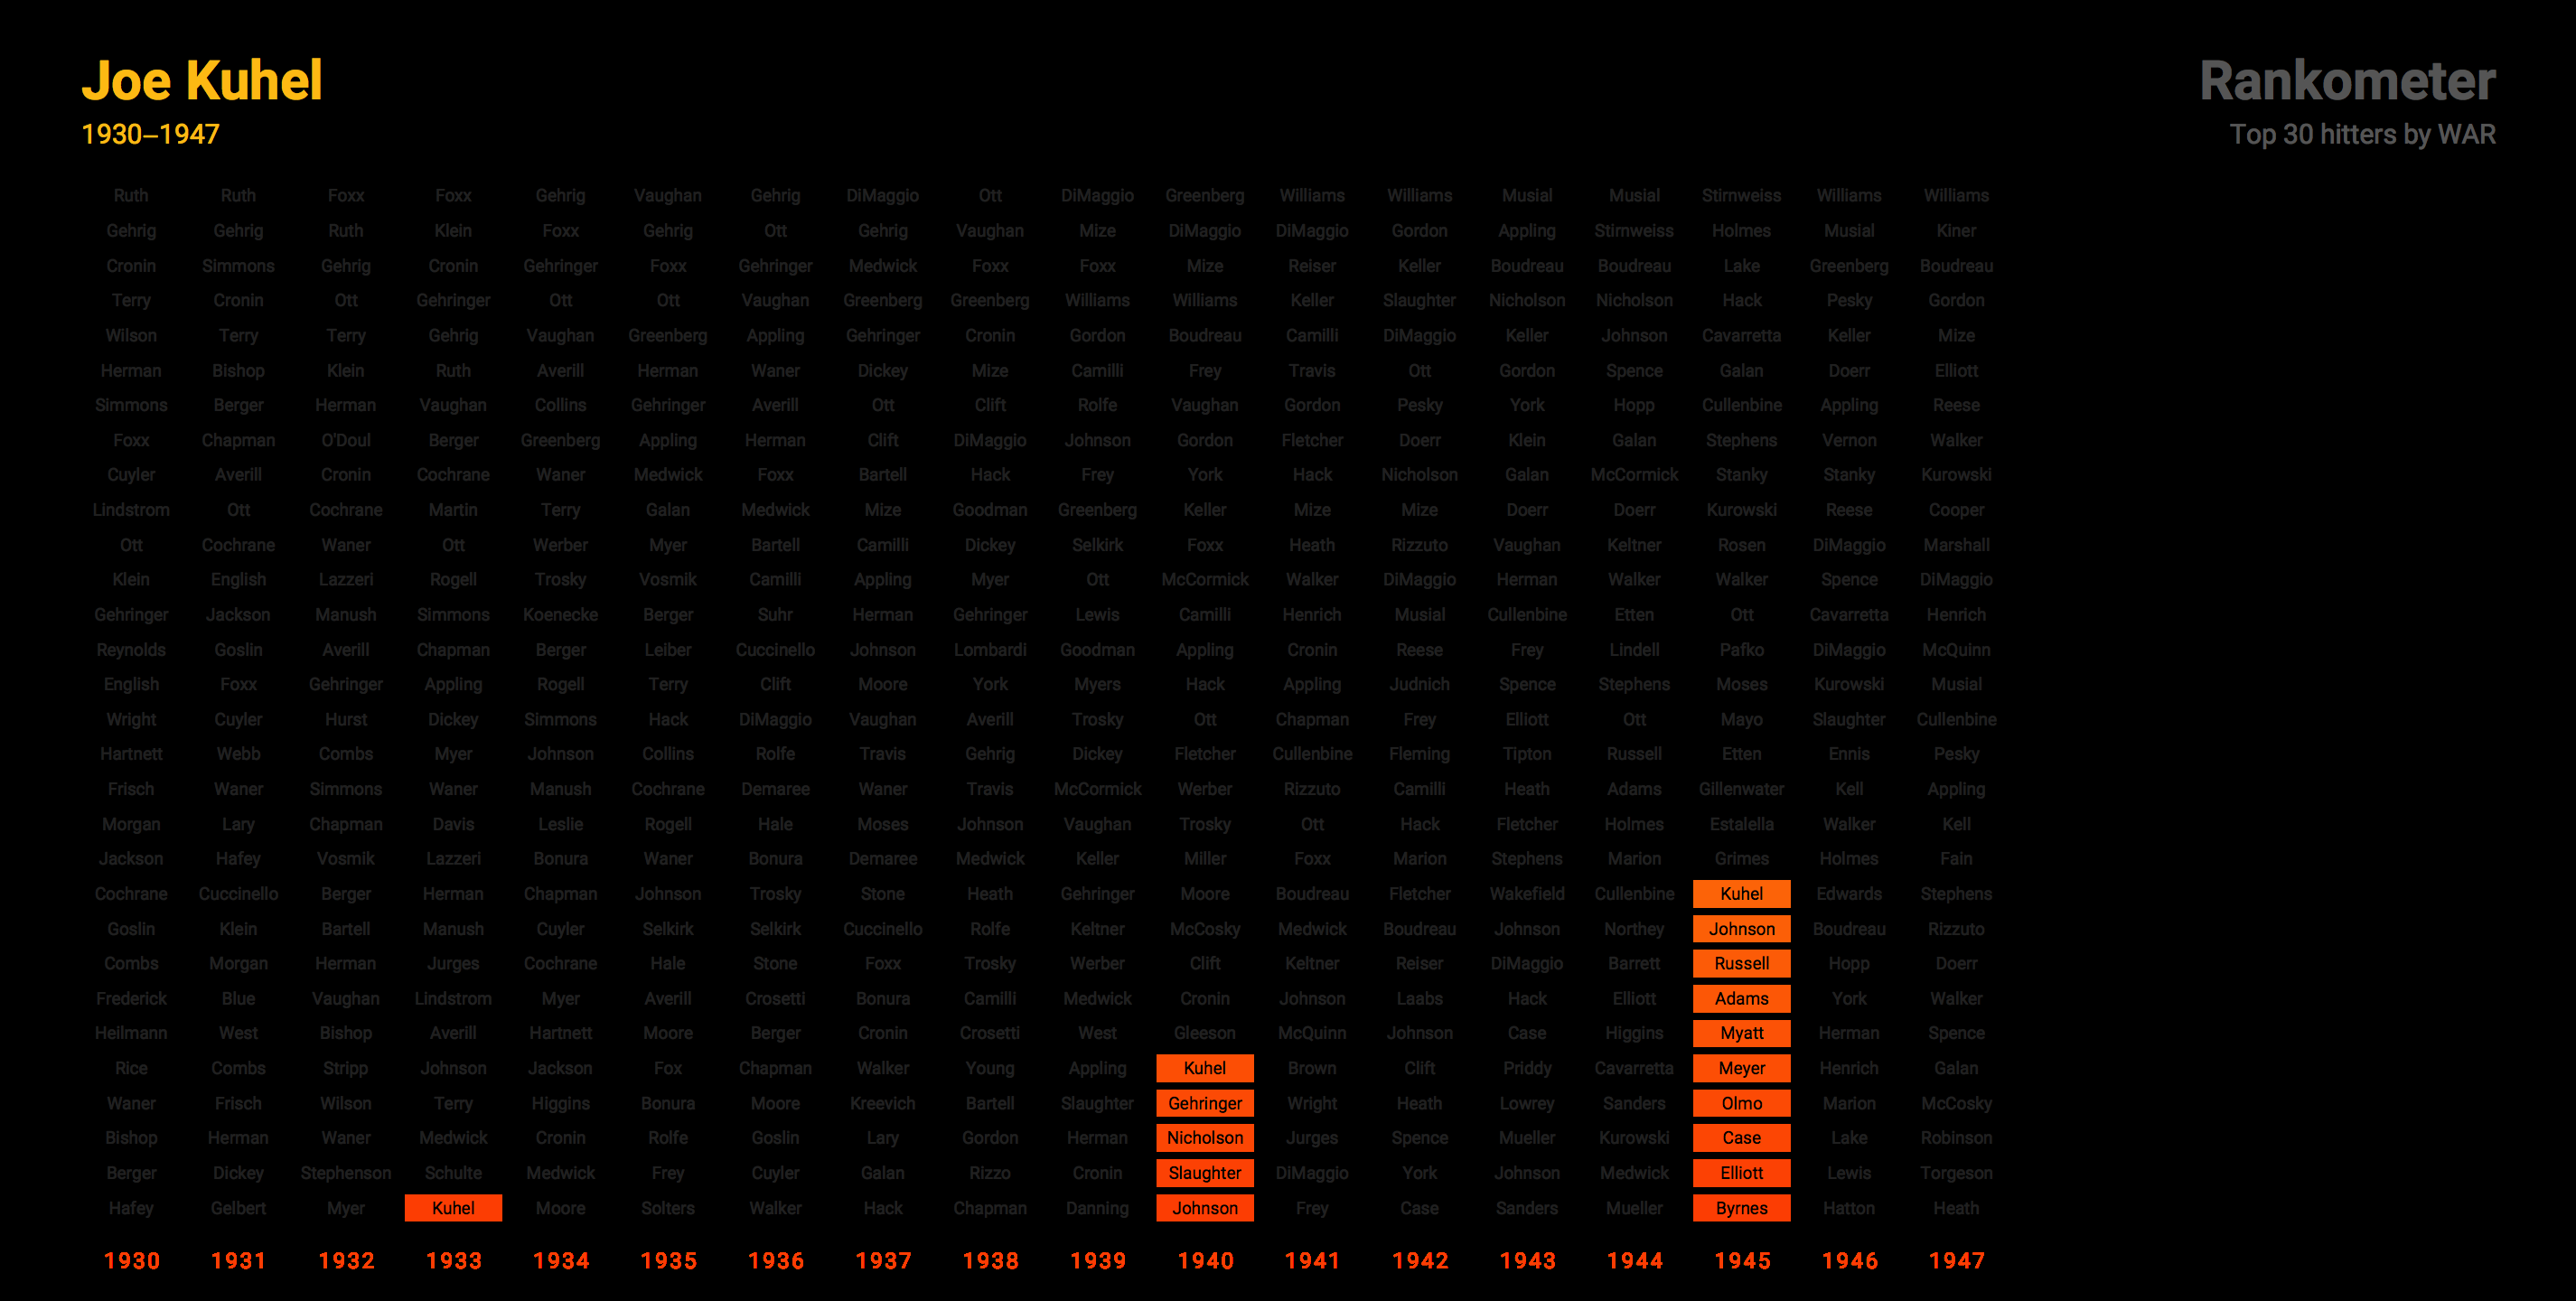 Joe Kuhel
1930–1947
Rankometer
Top 30 hitters by WAR
Ruth Ruth Foxx Foxx Gehrig Vaughan Gehrig DiMaggio Ott DiMaggio Greenberg Williams Williams Musial Musial Stirnweiss Williams Williams
Gehrig Gehrig Ruth Klein Foxx Gehrig Ott Gehrig Vaughan Mize DiMaggio DiMaggio Gordon Appling Stirnweiss Holmes Musial Kiner
Cronin Simmons Gehrig Cronin Gehringer Foxx Gehringer Medwick Foxx Foxx Mize Reiser Keller Boudreau Boudreau Lake Greenberg Boudreau
Terry Cronin Ott Gehringer Ott Ott Vaughan Greenberg Greenberg Williams Williams Keller Slaughter Nicholson Nicholson Hack Pesky Gordon
Wilson Terry Terry Gehrig Vaughan Greenberg Appling Gehringer Cronin Gordon Boudreau Camilli DiMaggio Keller Johnson Cavarretta Keller Mize
Herman Bishop Klein Ruth Averill Herman Waner Dickey Mize Camilli Frey Travis Ott Gordon Spence Galan Doerr Elliott
Simmons Berger Herman Vaughan Collins Gehringer Averill Ott Clift Rolfe Vaughan Gordon Pesky York Hopp Cullenbine Appling Reese
Foxx Chapman O'Doul Berger Greenberg Appling Herman Clift DiMaggio Johnson Gordon Fletcher Doerr Klein Galan Stephens Vernon Walker
Cuyler Averill Cronin Cochrane Waner Medwick Foxx Bartell Hack Frey York Hack Nicholson Galan McCormick Stanky Stanky Kurowski
Lindstrom Ott Cochrane Martin Terry Galan Medwick Mize Goodman Greenberg Keller Mize Mize Doerr Doerr Kurowski Reese Cooper
Ott Cochrane Waner Ott Werber Myer Bartell Camilli Dickey Selkirk Foxx Heath Rizzuto Vaughan Keltner Rosen DiMaggio Marshall
Klein English Lazzeri Rogell Trosky Vosmik Camilli Appling Myer Ott McCormick Walker DiMaggio Herman Walker Walker Spence DiMaggio
Gehringer Jackson Manush Simmons Koenecke Berger Suhr Herman Gehringer Lewis Camilli Henrich Musial Cullenbine Etten Ott Cavarretta Henrich
Reynolds Goslin Averill Chapman Berger Leiber Cuccinello Johnson Lombardi Goodman Appling Cronin Reese Frey Lindell Pafko DiMaggio McQuinn
English Foxx Gehringer Appling Rogell Terry Clift Moore York Myers Hack Appling Judnich Spence Stephens Moses Kurowski Musial
Wright Cuyler Hurst Dickey Simmons Hack DiMaggio Vaughan Averill Trosky Ott Chapman Frey Elliott Ott Mayo Slaughter Cullenbine
Hartnett Webb Combs Myer Johnson Collins Rolfe Travis Gehrig Dickey Fletcher Cullenbine Fleming Tipton Russell Etten Ennis Pesky
Frisch Waner Simmons Waner Manush Cochrane Demaree Waner Travis McCormick Werber Rizzuto Camilli Heath Adams Gillenwater Kell Appling
Morgan Lary Chapman Davis Leslie Rogell Hale Moses Johnson Vaughan Trosky Ott Hack Fletcher Holmes Estalella Walker Kell
Jackson Hafey Vosmik Lazzeri Bonura Waner Bonura Demaree Medwick Keller Miller Foxx Marion Stephens Marion Grimes Holmes Fain
Cochrane Cuccinello Berger Herman Chapman Johnson Trosky Stone Heath Gehringer Moore Boudreau Fletcher Wakefield Cullenbine Kuhel Edwards Stephens
Goslin Klein Bartell Manush Cuyler Selkirk Selkirk Cuccinello Rolfe Keltner McCosky Medwick Boudreau Johnson Northey Johnson Boudreau Rizzuto
Combs Morgan Herman Jurges Cochrane Hale Stone Foxx Trosky Werber Clift Keltner Reiser DiMaggio Barrett Russell Hopp Doerr
Frederick Blue Vaughan Lindstrom Myer Averill Crosetti Bonura Camilli Medwick Cronin Johnson Laabs Hack Elliott Adams York Walker
Heilmann West Bishop Averill Hartnett Moore Berger Cronin Crosetti West Gleeson McQuinn Johnson Case Higgins Myatt Herman Spence
Rice Combs Stripp Johnson Jackson Fox Chapman Walker Young Appling Kuhel Brown Clift Priddy Cavarretta Meyer Henrich Galan
Waner Frisch Wilson Terry Higgins Bonura Moore Kreevich Bartell Slaughter Gehringer Wright Heath Lowrey Sanders Olmo Marion McCosky
Bishop Herman Waner Medwick Cronin Rolfe Goslin Lary Gordon Herman Nicholson Jurges Spence Mueller Kurowski Case Lake Robinson
Berger Dickey Stephenson Schulte Medwick Frey Cuyler Galan Rizzo Cronin Slaughter DiMaggio York Johnson Medwick Elliott Lewis Torgeson
Hafey Gelbert Myer Kuhel Moore Solters Walker Hack Chapman Danning Johnson Frey Case Sanders Mueller Byrnes Hatton Heath
1930 1931 1932 1933 1934 1935 1936 1937 1938 1939 1940 1941 1942 1943 1944 1945 1946 1947